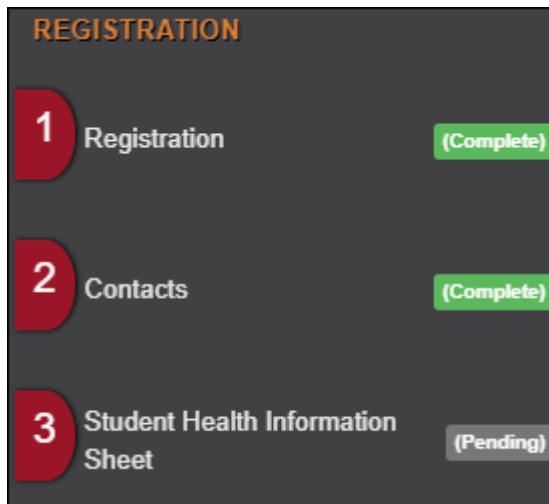 REGISTRATION
1 Registration (Complete)
2 Contacts (Complete)
3 Student Health Information
Sheet (Pending)